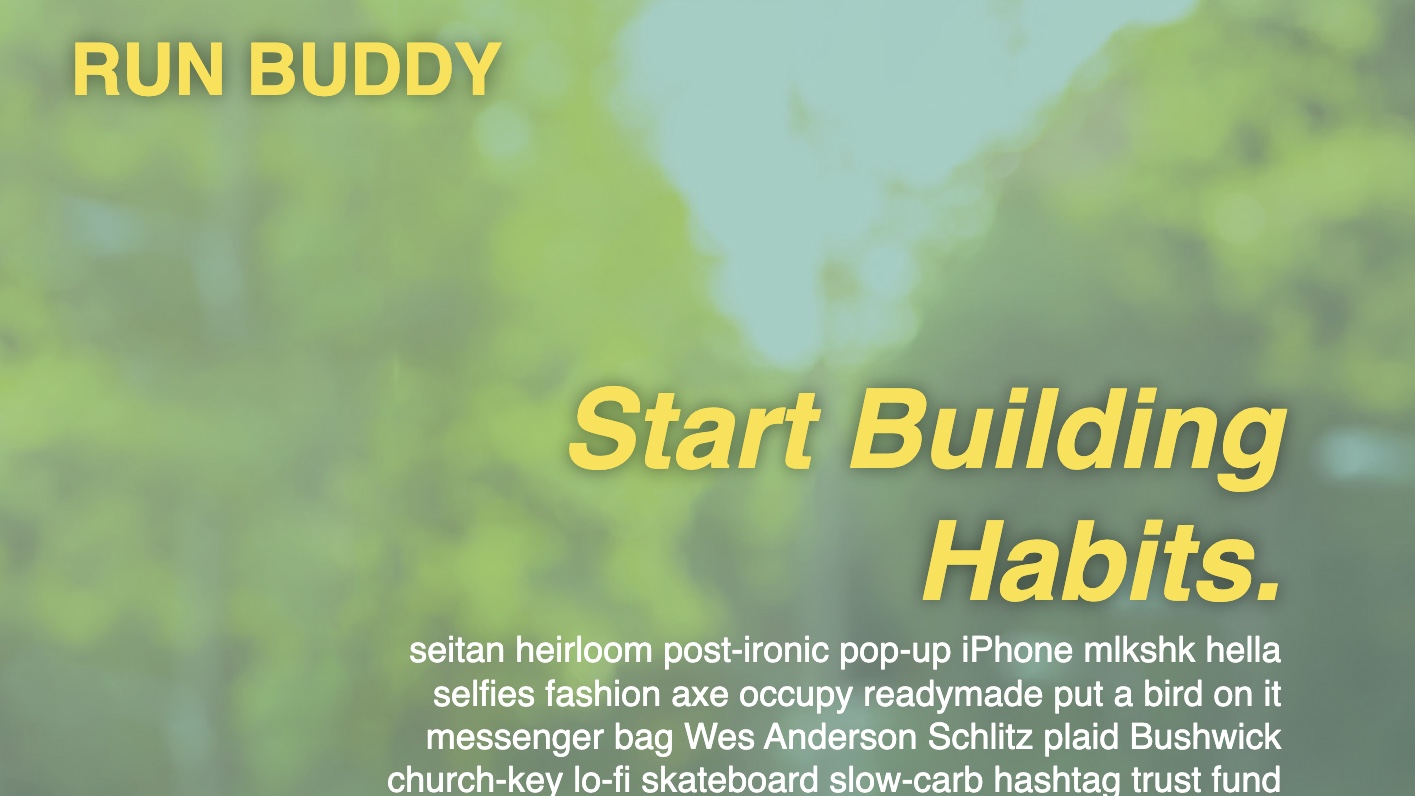 RUN BUDDY
Start Building
Habits.
seitan heirloom post-ironic pop-up iPhone mlkshk hella
selfies fashion axe occupy readymade put a bird on it
messenger bag Wes Anderson Schlitz plaid Bushwick
church-key lo-fi skateboard slow-carb hashtag trust fund